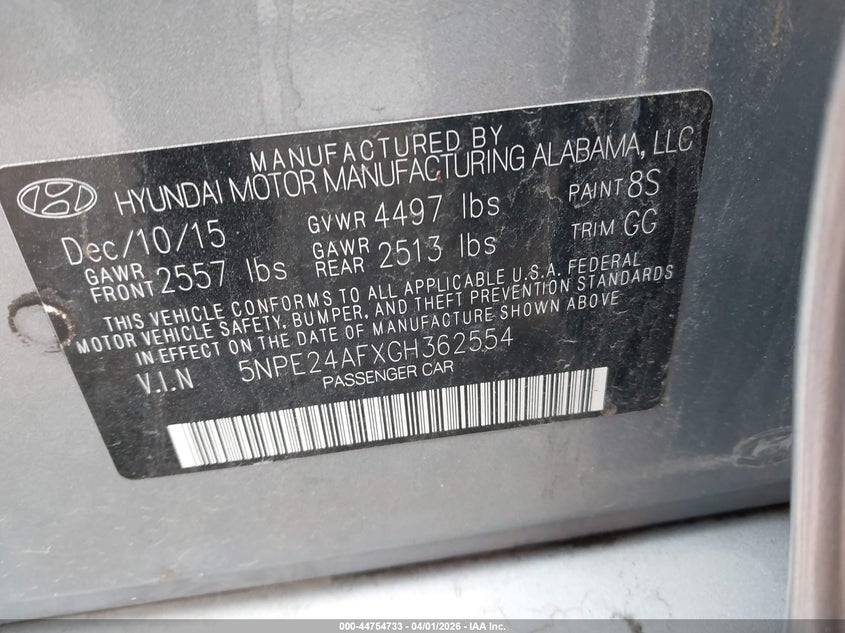 MANUFACTURED BY
HYUNDAI MOTOR MANUFACTURING ALABAMA, LLC
Dec/10/15 GVWR 4497 lbs PAINT 8S
GAWR FRONT 2557 lbs GAWR REAR 2513 lbs TRIM GG
THIS VEHICLE CONFORMS TO ALL APPLICABLE U.S.A. FEDERAL
MOTOR VEHICLE SAFETY, BUMPER, AND THEFT PREVENTION STANDARDS
IN EFFECT ON THE DATE OF MANUFACTURE SHOWN ABOVE
V.I.N 5NPE24AFXGH362554
PASSENGER CAR
000-44754733 - 04/01/2026 - IAA Inc.